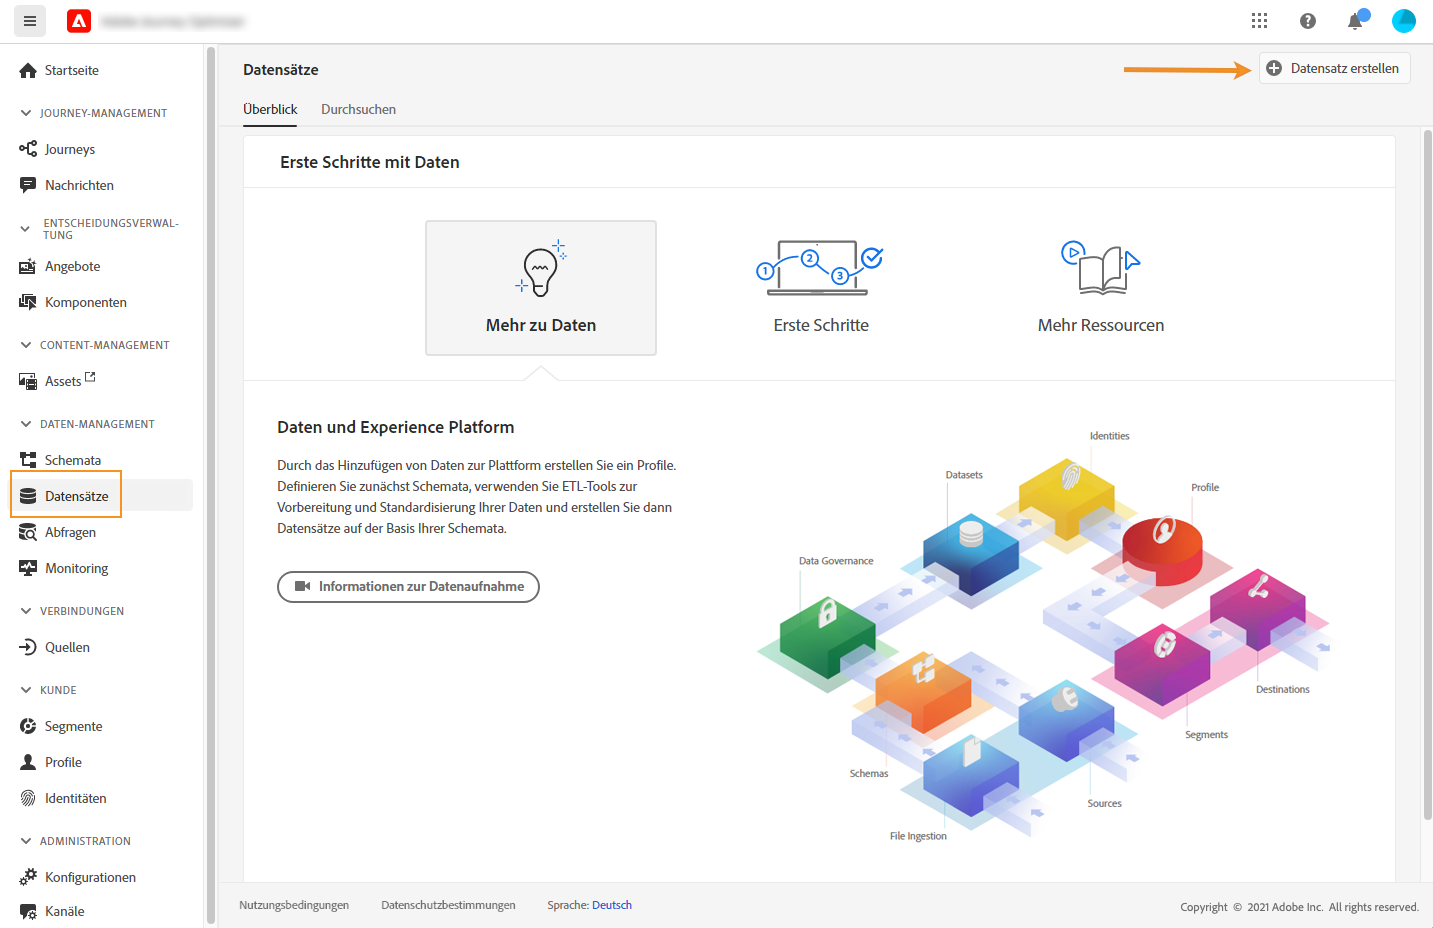 Datensätze
Datensatz erstellen
Überblick
Durchsuchen
Startseite
JOURNEY-MANAGEMENT
Journeys
Nachrichten
ENTSCHEIDUNGSVERWAL-
TUNG
Angebote
Komponenten
CONTENT-MANAGEMENT
Assets
DATEN-MANAGEMENT
Schemata
Datensätze
Abfragen
Monitoring
VERBINDUNGEN
Quellen
KUNDE
Segmente
Profile
Identitäten
ADMINISTRATION
Konfigurationen
Kanäle
Erste Schritte mit Daten
Mehr zu Daten
1
2
3
Erste Schritte
Mehr Ressourcen
Daten und Experience Platform
Durch das Hinzufügen von Daten zur Plattform erstellen Sie ein Profile.
Definieren Sie zunächst Schemata, verwenden Sie ETL-Tools zur
Vorbereitung und Standardisierung Ihrer Daten und erstellen Sie dann
Datensätze auf der Basis Ihrer Schemata.
Informationen zur Datenaufnahme
Identities
Datasets
Profile
Data Governance
Destinations
Segments
Schemas
Sources
File Ingestion
Nutzungsbedingungen
Datenschutzbestimmungen
Sprache: Deutsch
Copyright © 2021 Adobe Inc. All rights reserved.